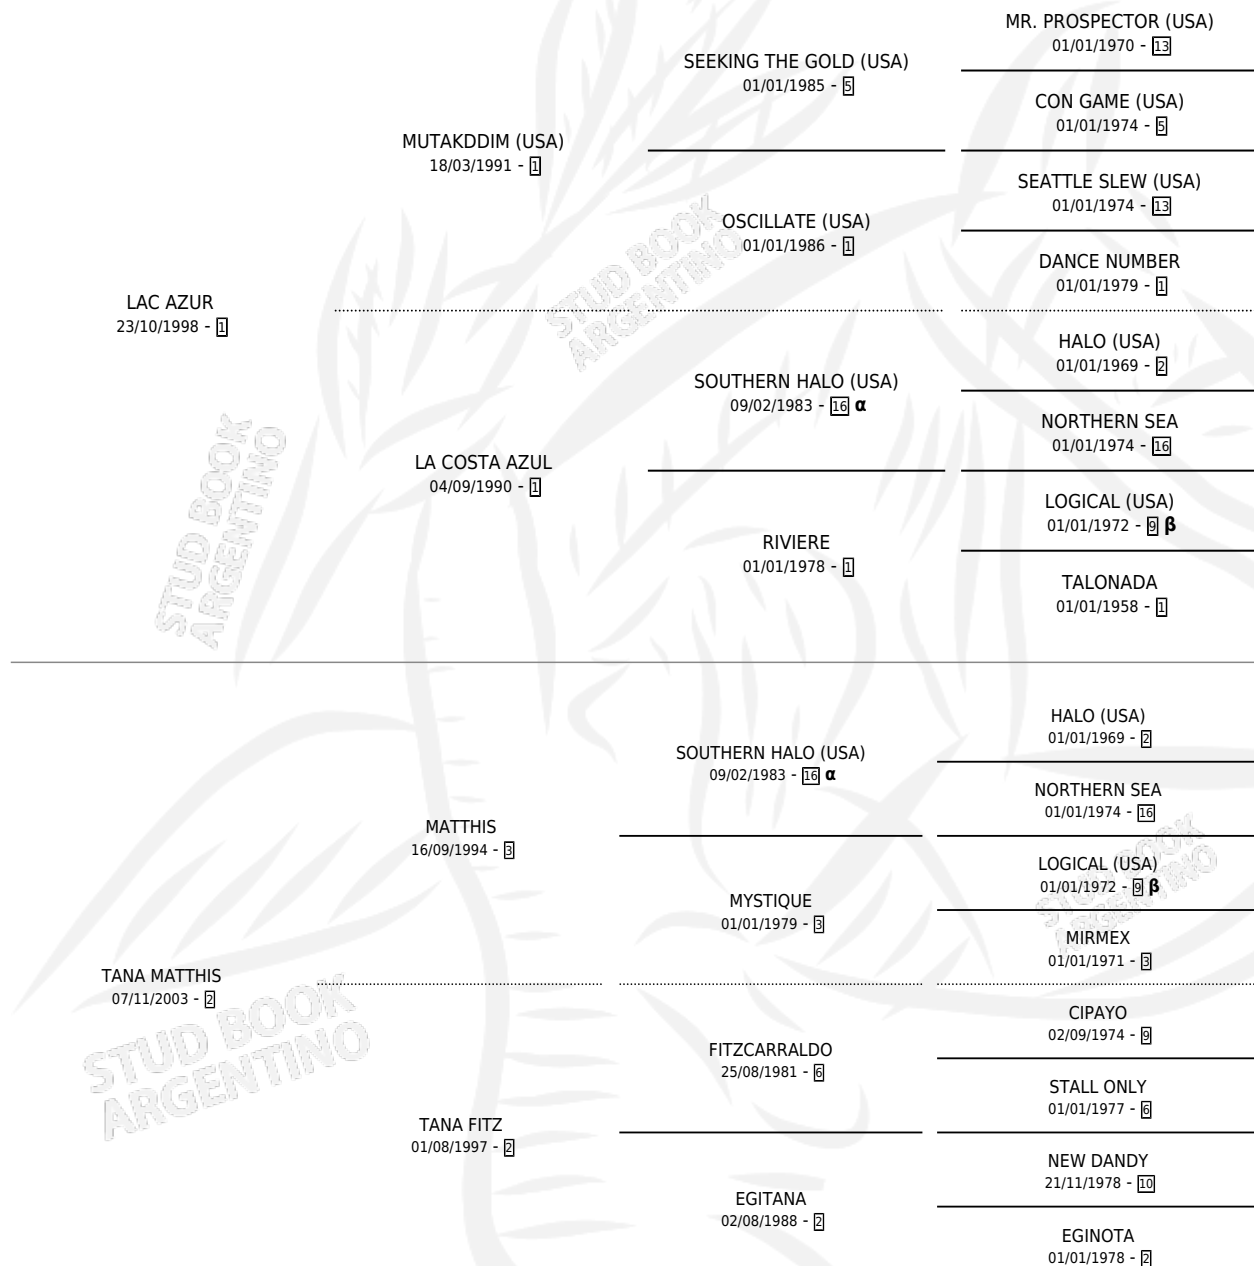 MR. PROSPECTOR (USA)
01/01/1970 - 13
SEEKING THE GOLD (USA)
01/01/1985 - 5
CON GAME (USA)
01/01/1974 - 5
MUTAKDDIM (USA)
18/03/1991 - 1
SEATTLE SLEW (USA)
01/01/1974 - 13
OSCILLATE (USA)
01/01/1986 - 1
DANCE NUMBER
01/01/1979 - 1
LAC AZUR
23/10/1998 - 1
STUD BOOK
ARGENTINO
HALO (USA)
01/01/1969 - 2
SOUTHERN HALO (USA)
09/02/1983 - 16 α
NORTHERN SEA
01/01/1974 - 16
LA COSTA AZUL
04/09/1990 - 1
LOGICAL (USA)
01/01/1972 - 9 β
RIVIERE
01/01/1978 - 1
TALONADA
01/01/1958 - 1
STUD BOOK
ARGENTINO
HALO (USA)
01/01/1969 - 2
SOUTHERN HALO (USA)
09/02/1983 - 16 α
NORTHERN SEA
01/01/1974 - 16
MATTHIS
16/09/1994 - 3
LOGICAL (USA)
01/01/1972 - 9 β
MYSTIQUE
01/01/1979 - 3
MIRMEX
01/01/1971 - 3
STUD BOOK
ARGENTINO
TANA MATTHIS
07/11/2003 - 2
CIPAYO
02/09/1974 - 9
FITZCARRALDO
25/08/1981 - 6
STALL ONLY
01/01/1977 - 6
STUD BOOK
ARGENTINO
TANA FITZ
01/08/1997 - 2
NEW DANDY
21/11/1978 - 10
EGITANA
02/08/1988 - 2
EGINOTA
01/01/1978 - 2